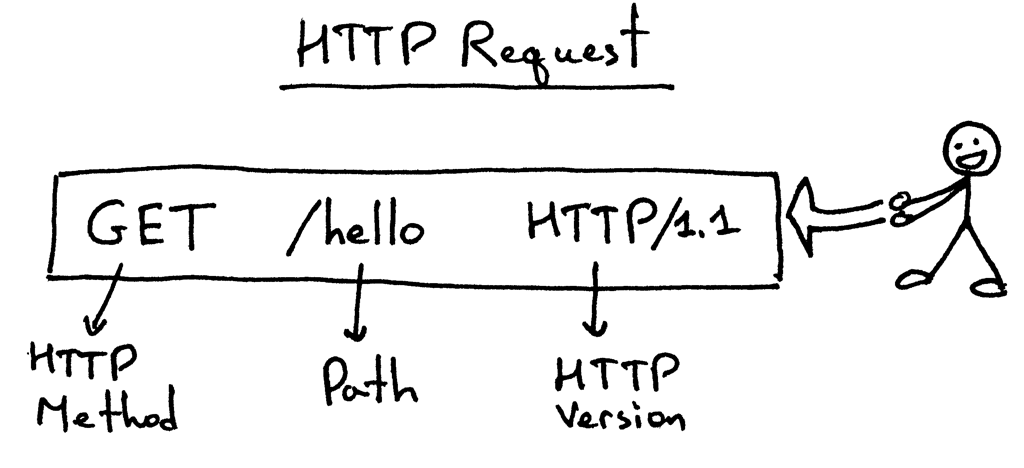 HTTP Request
GET /hello HTTP/1.1
HTTP Method
Path
HTTP Version